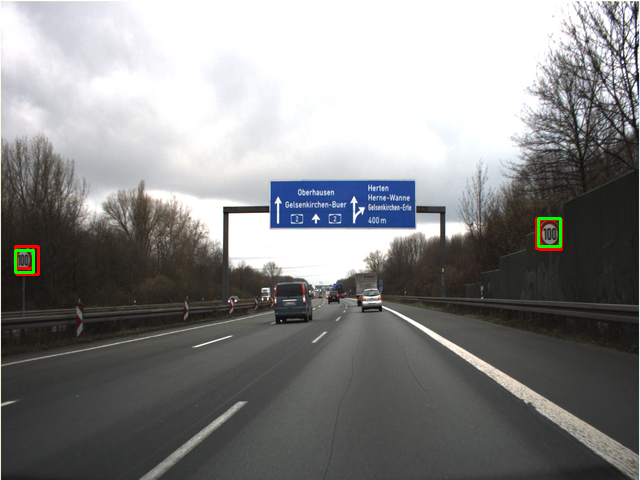 Oberhausen
Gelsenkirchen-Buer
2
2
Herten
Herne-Wanne
Gelsenkirchen-Erle
400 m
100
100